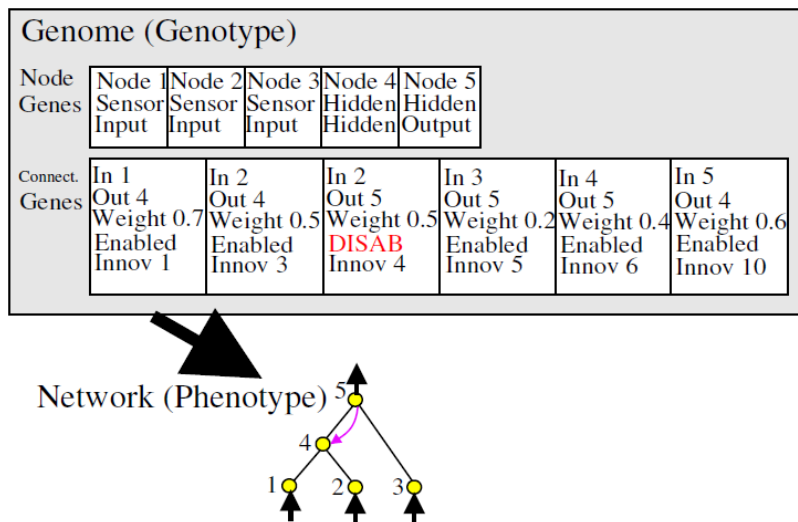 Genome (Genotype)
Node Genes
Node 1 Sensor Input
Node 2 Sensor Input
Node 3 Sensor Input
Node 4 Hidden Hidden
Node 5 Hidden Output
Connect. Genes
In 1
Out 4
Weight 0.7
Enabled
Innov 1
In 2
Out 4
Weight 0.5
Enabled
Innov 3
In 2
Out 5
Weight 0.5
DISAB
Innov 4
In 3
Out 5
Weight 0.2
Enabled
Innov 5
In 4
Out 5
Weight 0.4
Enabled
Innov 6
In 5
Out 4
Weight 0.6
Enabled
Innov 10
Network (Phenotype)
5
4
1
2
3